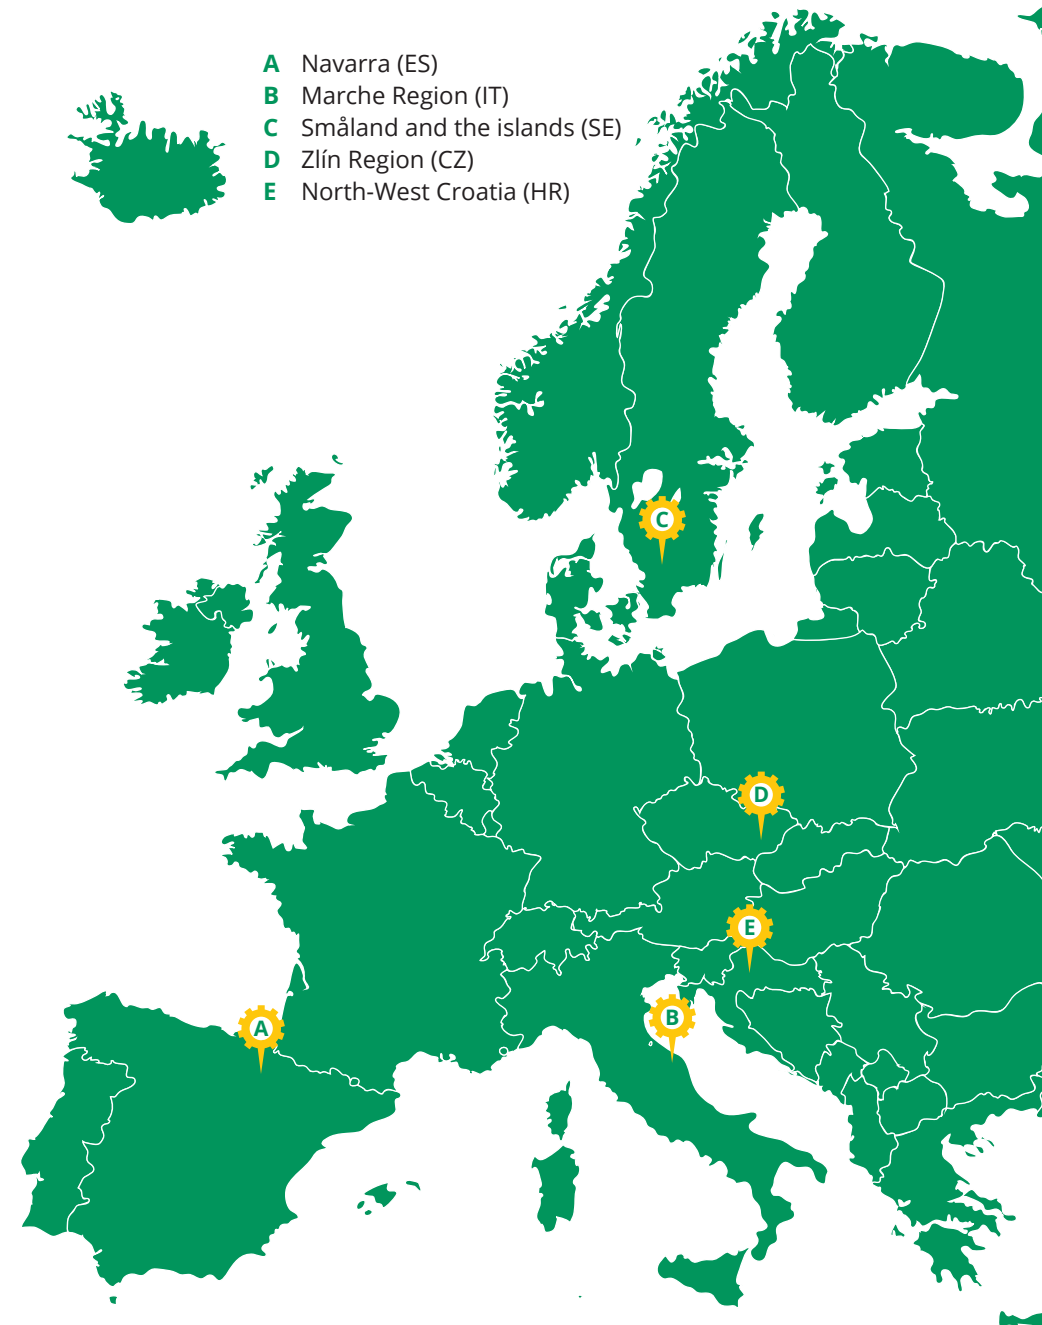 A Navarra (ES)
B Marche Region (IT)
C Småland and the islands (SE)
D Zlín Region (CZ)
E North-West Croatia (HR)
C
D
E
A
B